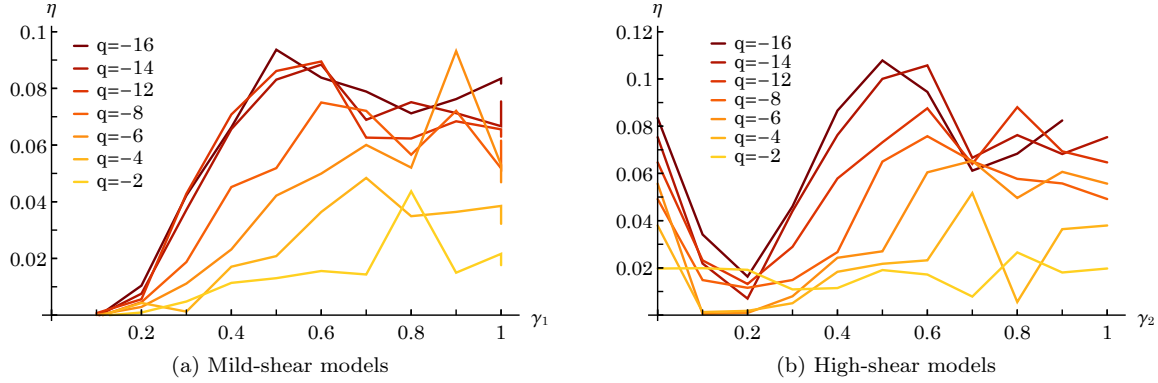 η
0.1
0.08
0.06
0.04
0.02
q=−16
q=−14
q=−12
q=−8
q=−6
q=−4
q=−2
0.2 0.4 0.6 0.8 1 γ1
(a) Mild-shear models
η
0.12
0.1
0.08
0.06
0.04
0.02
q=−16
q=−14
q=−12
q=−8
q=−6
q=−4
q=−2
0.2 0.4 0.6 0.8 1 γ2
(b) High-shear models